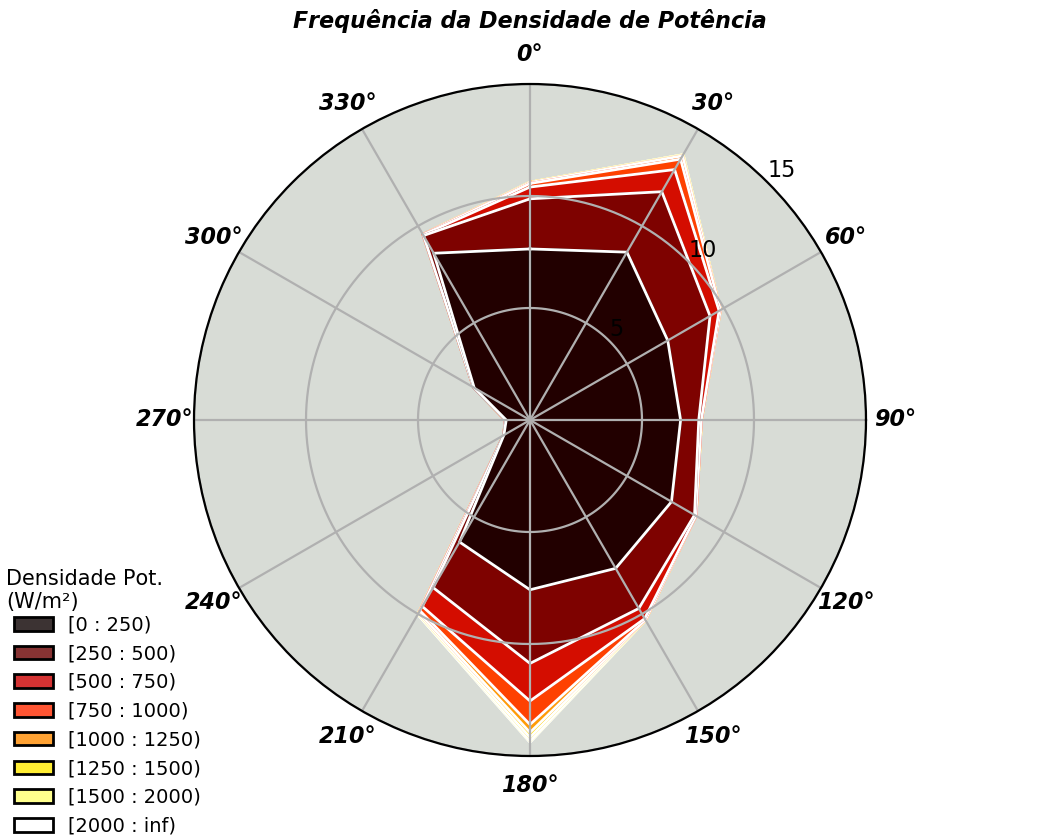 Frequência da Densidade de Potência
0°
330°
30°
15
300°
60°
10
5
270°
90°
Densidade Pot.
(W/m²)
240°
120°
[0 : 250)
[250 : 500)
[500 : 750)
[750 : 1000)
210°
150°
[1000 : 1250)
[1250 : 1500)
180°
[1500 : 2000)
[2000 : inf)